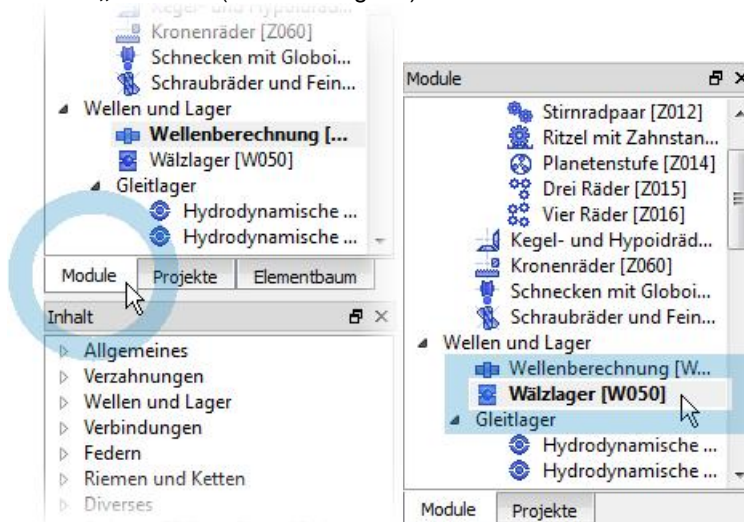 Kegel- und Hypoidräd...
Kronenräder [Z060]
Schnecken mit Globoi...
Schraubräder und Fein...
Wellen und Lager
Wellenberechnung [...
Wälzlager [W050]
Gleitlager
Hydrodynamische ...
Hydrodynamische ...
Module
Projekte
Elementbaum
Inhalt
Allgemeines
Verzahnungen
Wellen und Lager
Verbindungen
Federn
Riemen und Ketten
Diverses
Module
Stirnradpaar [Z012]
Ritzel mit Zahnstan...
Planetenstufe [Z014]
Drei Räder [Z015]
Vier Räder [Z016]
Kegel- und Hypoidräd...
Kronenräder [Z060]
Schnecken mit Globoi...
Schraubräder und Fein...
Wellen und Lager
Wellenberechnung [W...
Wälzlager [W050]
Gleitlager
Hydrodynamische ...
Hydrodynamische ...
Module
Projekte